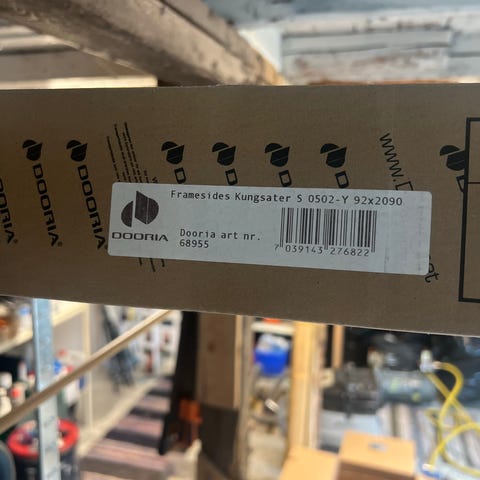 DOORIA
DOORIA
DOORIA
Framesides Kungsater S 0502-Y 92x2090
DOORIA
Dooria art nr.
68955
7 039143 276822